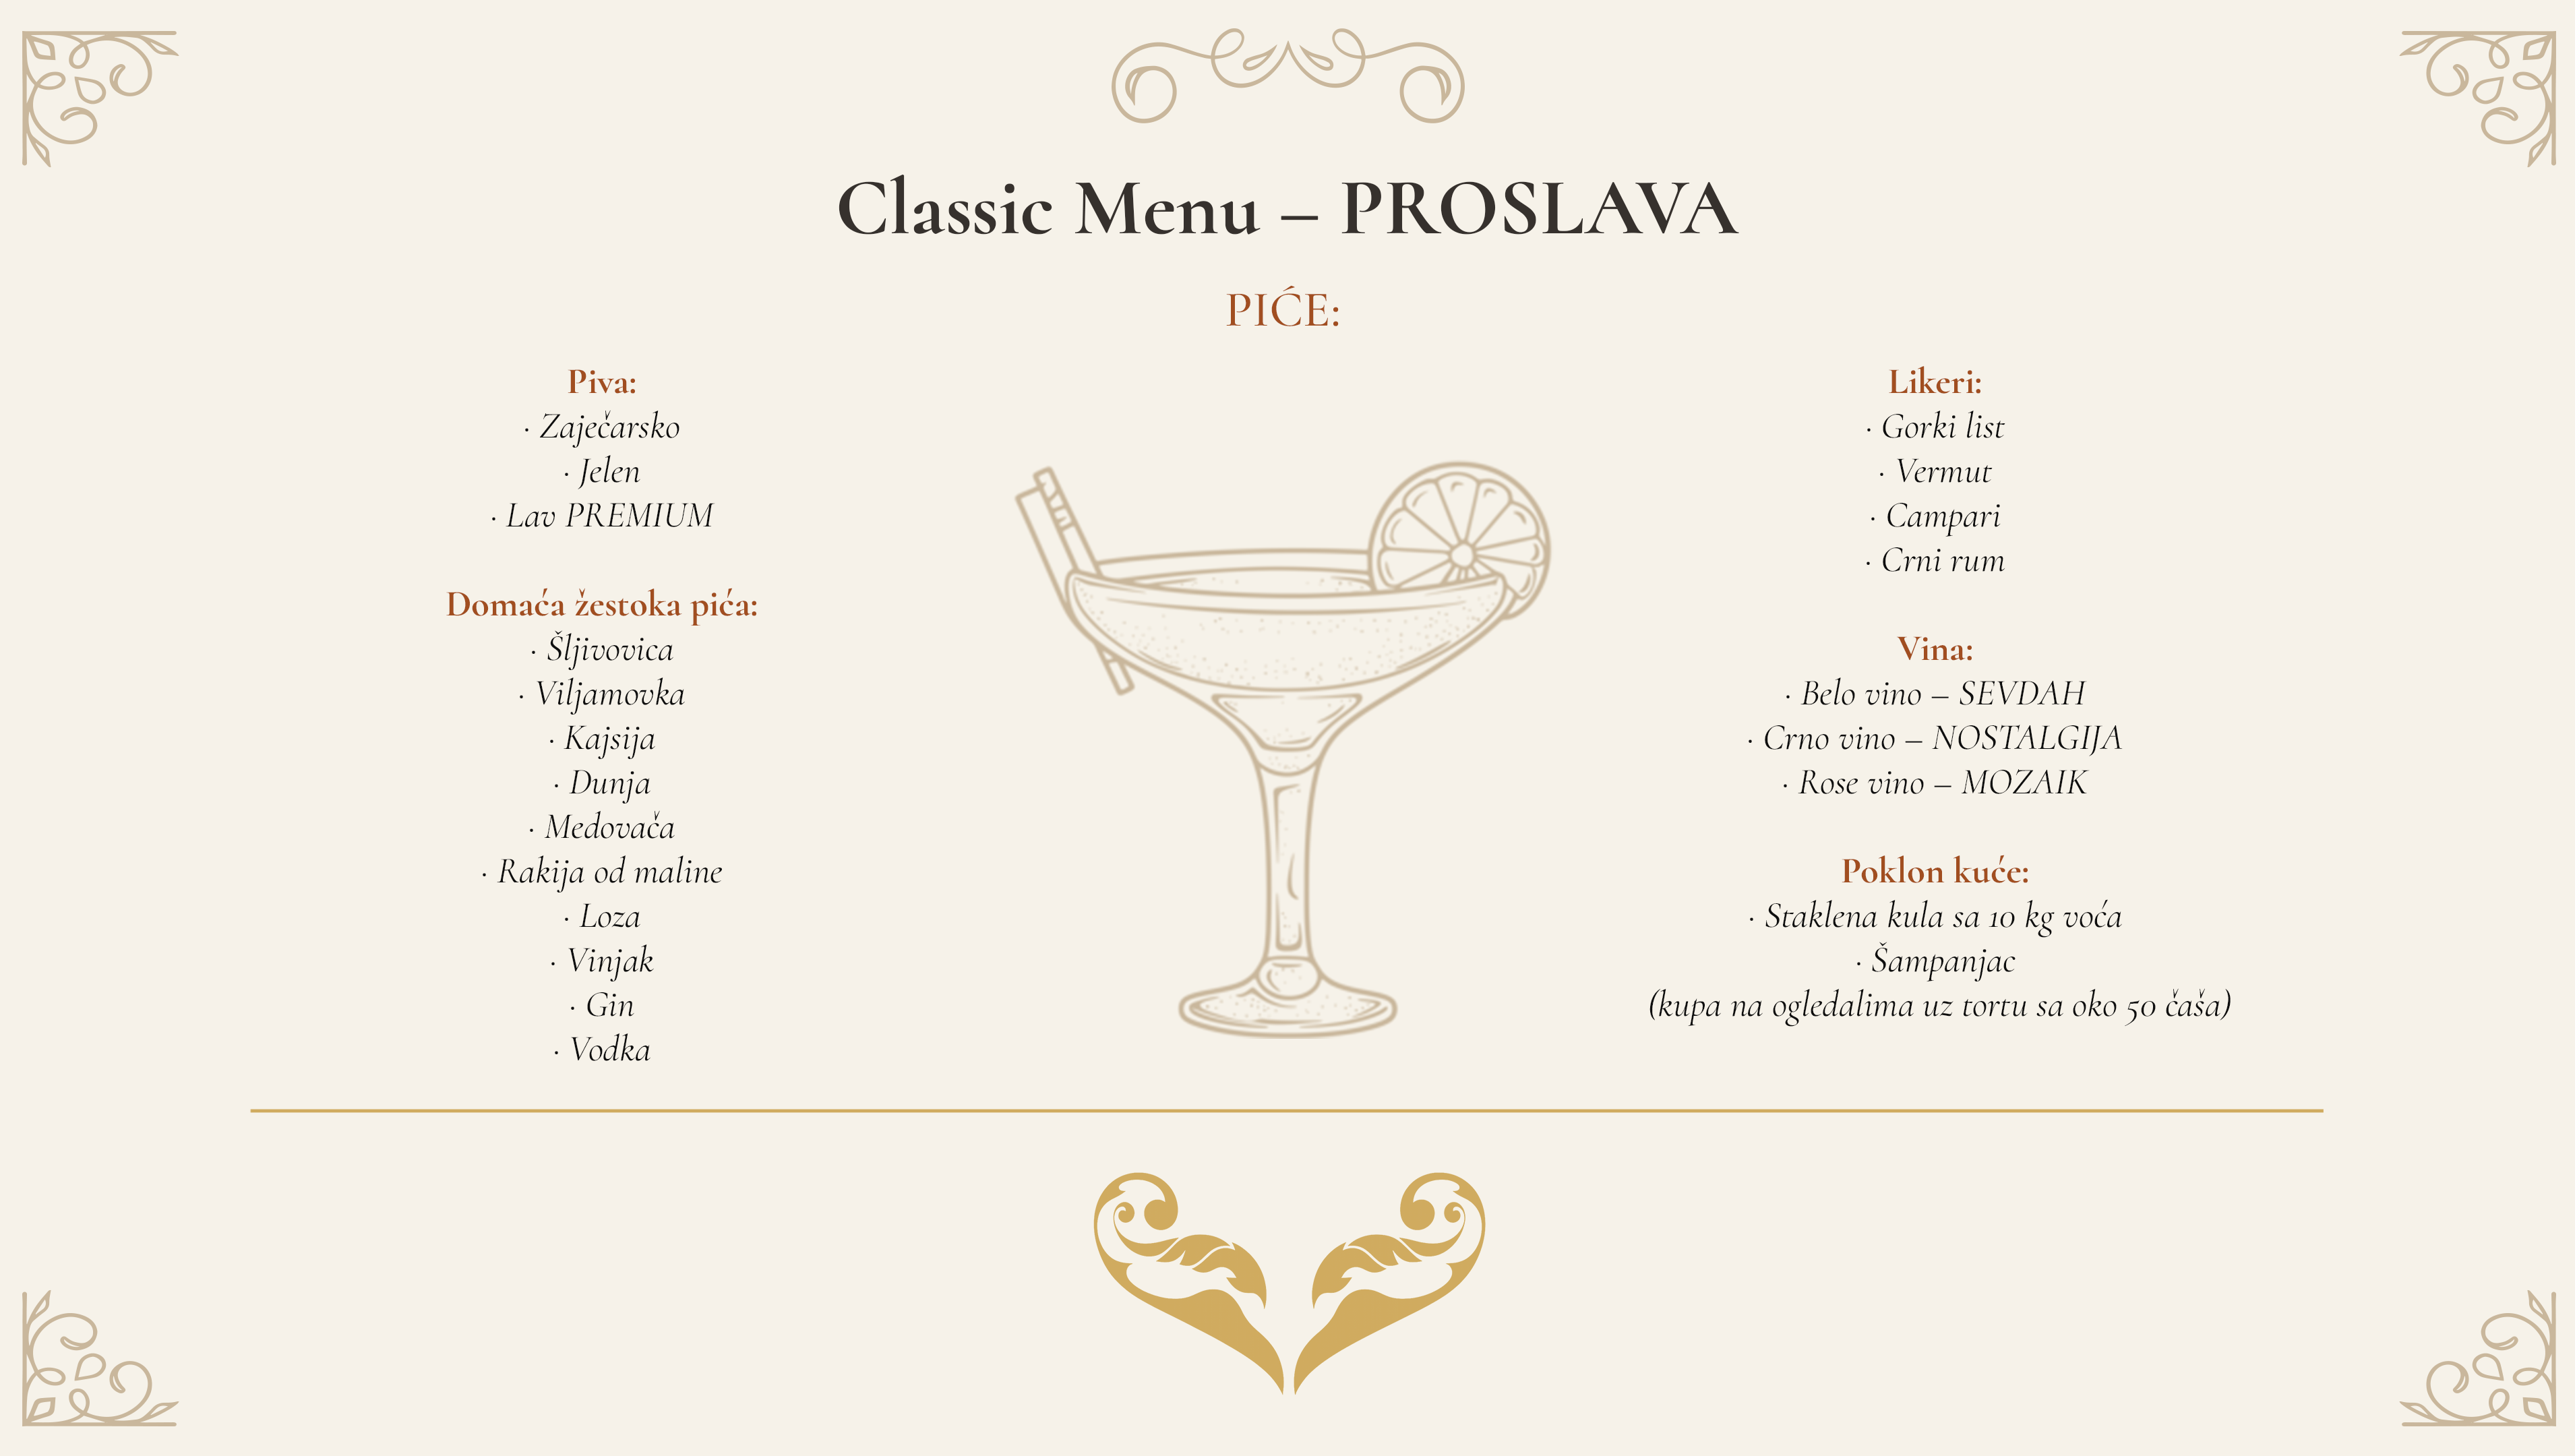 Classic Menu – PROSLAVA
PIĆE:
Piva:
· Zaječarsko
· Jelen
· Lav PREMIUM
Domaća žestoka pića:
· Šljivovica
· Viljamovka
· Kajsija
· Dunja
· Medovača
· Rakija od maline
· Loza
· Vinjak
· Gin
· Vodka
Likeri:
· Gorki list
· Vermut
· Campari
· Crni rum
Vina:
· Belo vino – SEVDAH
· Crno vino – NOSTALGIJA
· Rose vino – MOZAIK
Poklon kuće:
· Staklena kula sa 10 kg voća
· Šampanjac
(kupa na ogledalima uz tortu sa oko 50 čaša)